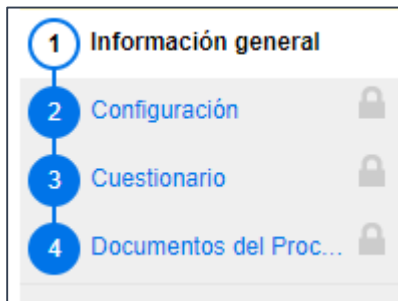 1 Información general
2 Configuración
3 Cuestionario
4 Documentos del Proc...